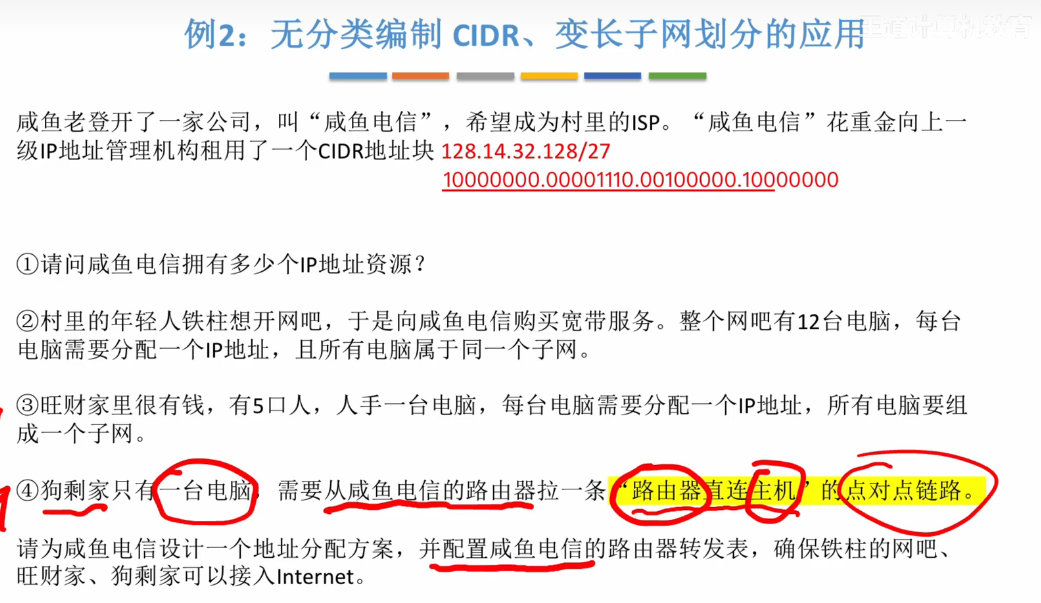 例2：无分类编制 CIDR、变长子网划分的应用
王道计算机教育
咸鱼老登开了一家公司，叫“咸鱼电信”，希望成为村里的ISP。“咸鱼电信”花重金向上一
级IP地址管理机构租用了一个CIDR地址块 128.14.32.128/27
10000000.00001110.00100000.10000000
①请问咸鱼电信拥有多少个IP地址资源？
②村里的年轻人铁柱想开网吧，于是向咸鱼电信购买宽带服务。整个网吧有12台电脑，每台
电脑需要分配一个IP地址，且所有电脑属于同一个子网。
③旺财家里很有钱，有5口人，人手一台电脑，每台电脑需要分配一个IP地址，所有电脑要组
成一个子网。
④狗剩家只有一台电脑，需要从咸鱼电信的路由器拉一条“路由器直连主机”的点对点链路。
请为咸鱼电信设计一个地址分配方案，并配置咸鱼电信的路由器转发表，确保铁柱的网吧、
旺财家、狗剩家可以接入Internet。